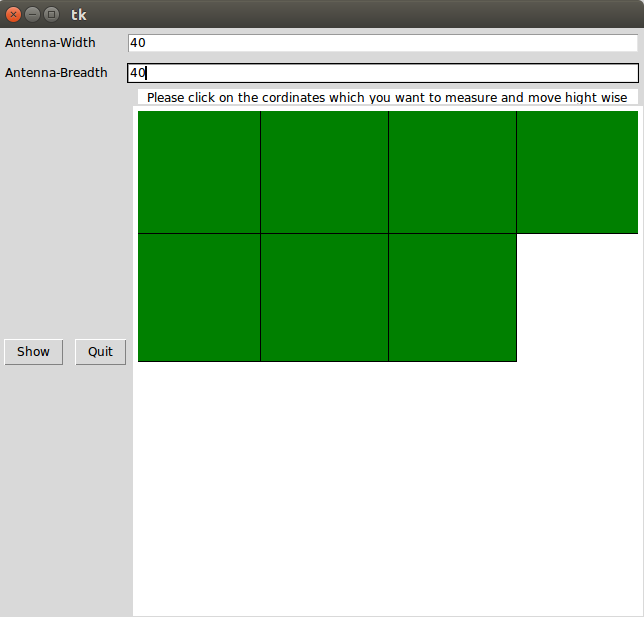 tk
Antenna-Width 40
Antenna-Breadth 40
Please click on the cordinates which you want to measure and move hight wise
Show Quit